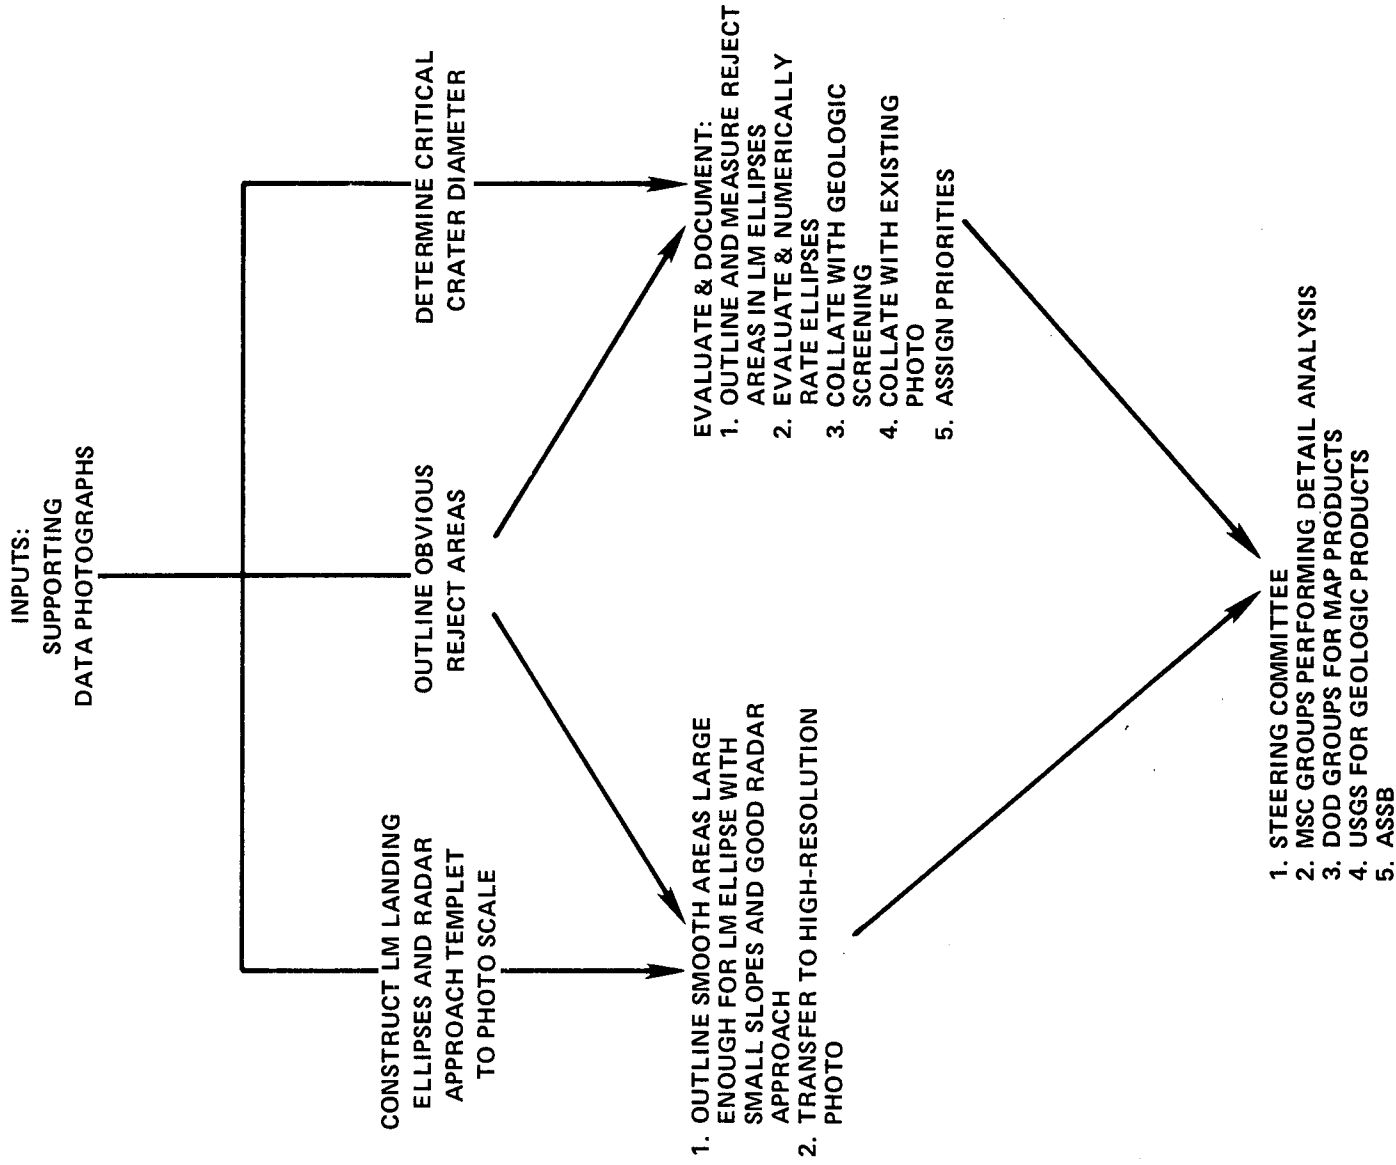 INPUTS:
SUPPORTING
DATA PHOTOGRAPHS
CONSTRUCT LM LANDING
ELLIPSES AND RADAR
APPROACH TEMPLET
TO PHOTO SCALE
OUTLINE OBVIOUS
REJECT AREAS
DETERMINE CRITICAL
CRATER DIAMETER
1. OUTLINE SMOOTH AREAS LARGE
ENOUGH FOR LM ELLIPSE WITH
SMALL SLOPES AND GOOD RADAR
APPROACH
2. TRANSFER TO HIGH-RESOLUTION
PHOTO
EVALUATE & DOCUMENT:
1. OUTLINE AND MEASURE REJECT
AREAS IN LM ELLIPSES
2. EVALUATE & NUMERICALLY
RATE ELLIPSES
3. COLLATE WITH GEOLOGIC
SCREENING
4. COLLATE WITH EXISTING
PHOTO
5. ASSIGN PRIORITIES
1. STEERING COMMITTEE
2. MSC GROUPS PERFORMING DETAIL ANALYSIS
3. DOD GROUPS FOR MAP PRODUCTS
4. USGS FOR GEOLOGIC PRODUCTS
5. ASSB